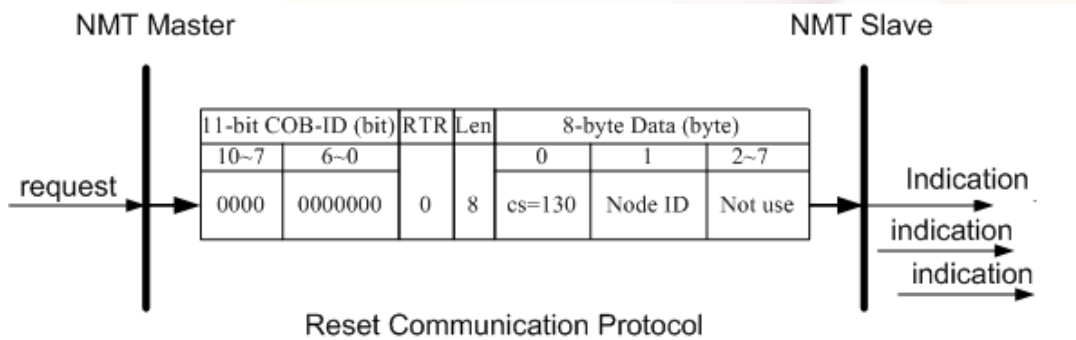 NMT Master
NMT Slave
11-bit COB-ID (bit) RTR Len 8-byte Data (byte)
10~7 6~0 0 1 2~7
request
0000 0000000 0 8 cs=130 Node ID Not use
Indication
indication
indication
Reset Communication Protocol